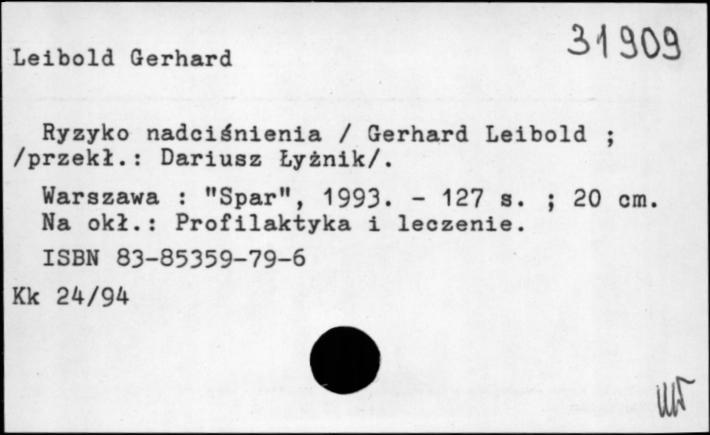 31909
Leibold Gerhard
Ryzyko nadciśnienia / Gerhard Leibold ;
/przekł.: Dariusz Łyżnik/.
Warszawa : "Spar", 1993. - 127 s. ; 20 cm.
Na okł.: Profilaktyka i leczenie.
ISBN 83-85359-79-6
Kk 24/94